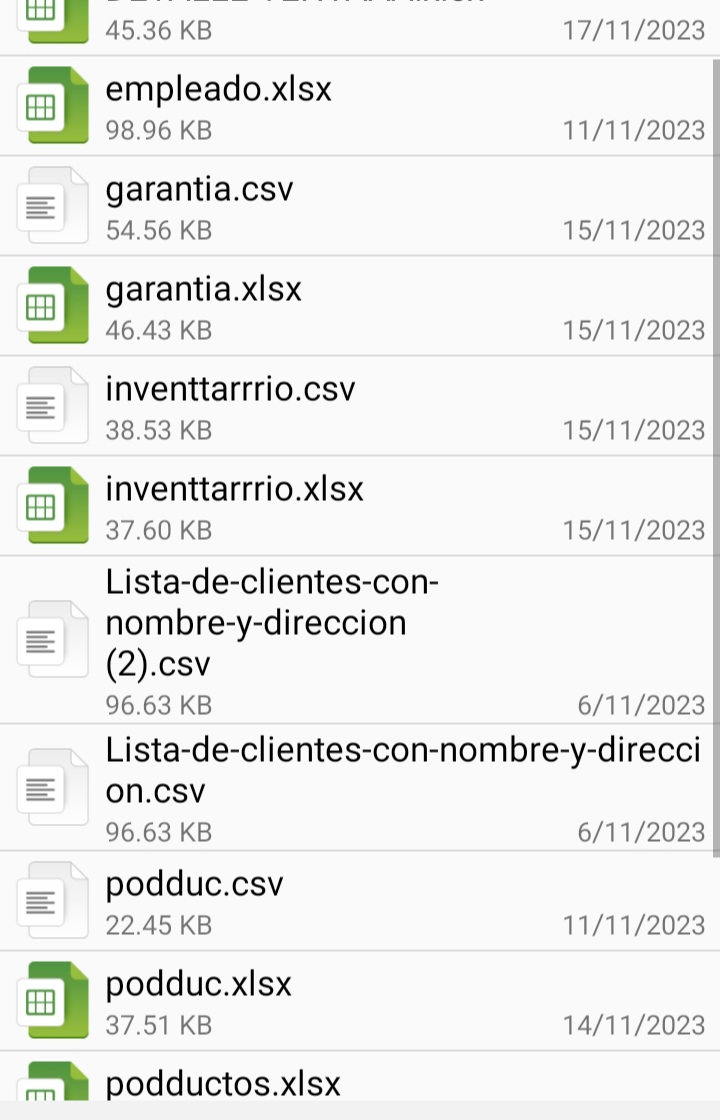 45.36 KB 17/11/2023
empleado.xlsx
98.96 KB 11/11/2023
garantia.csv
54.56 KB 15/11/2023
garantia.xlsx
46.43 KB 15/11/2023
inventtarrrio.csv
38.53 KB 15/11/2023
inventtarrrio.xlsx
37.60 KB 15/11/2023
Lista-de-clientes-con-
nombre-y-direccion
(2).csv
96.63 KB 6/11/2023
Lista-de-clientes-con-nombre-y-direcci
on.csv
96.63 KB 6/11/2023
podduc.csv
22.45 KB 11/11/2023
podduc.xlsx
37.51 KB 14/11/2023
podductos.xlsx